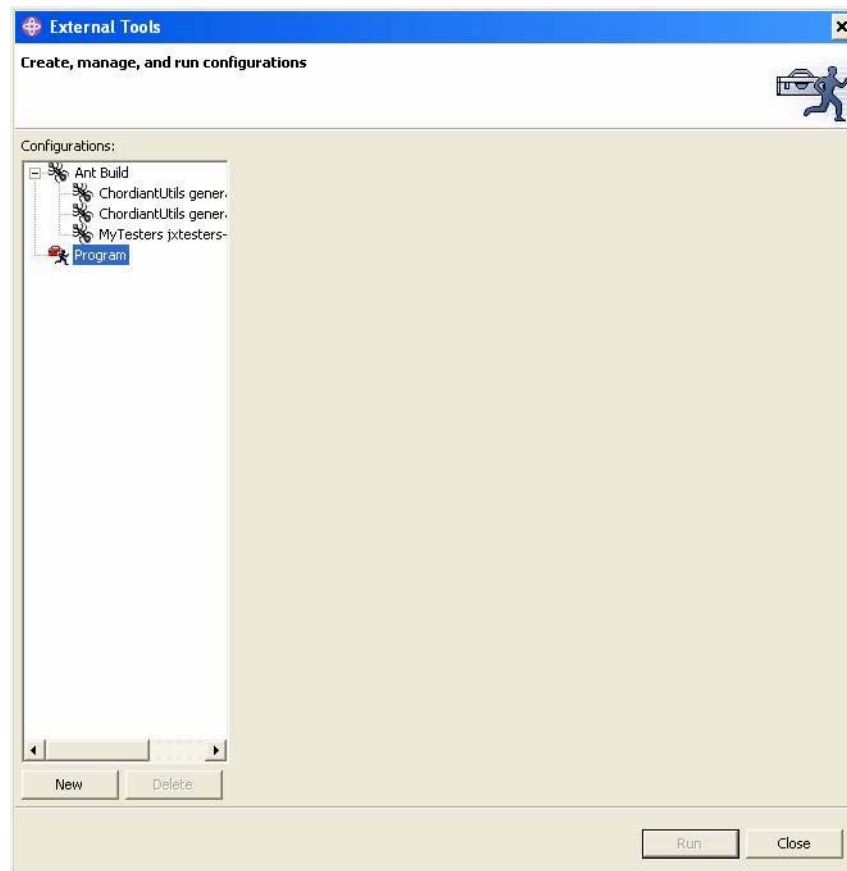 External Tools
Create, manage, and run configurations
Configurations:
Ant Build
ChordiantUtils gener
ChordiantUtils gener
MyTesters jxtesters-
Program
New Delete
Run Close